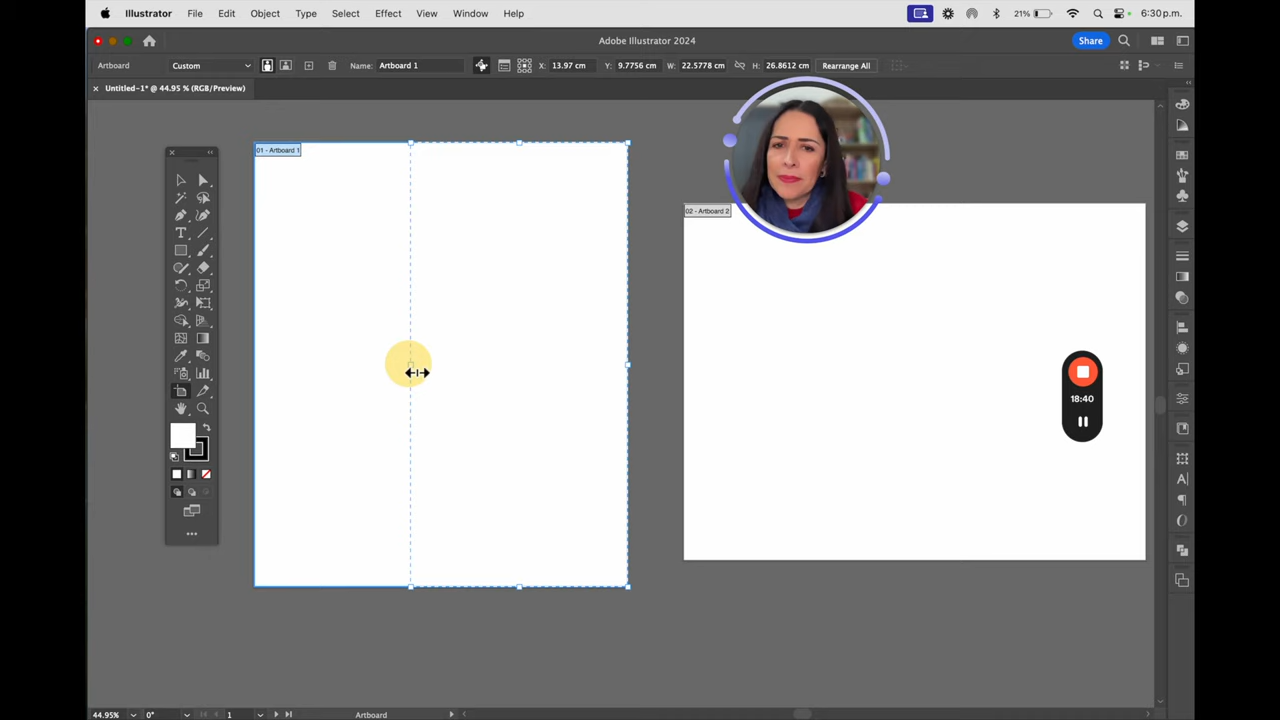 Illustrator File Edit Object Type Select Effect View Window Help 21% 6:30 p.m.
Adobe Illustrator 2024 Share
Artboard Custom Name: Artboard 1 X: 13.97 cm Y: 9.7756 cm W: 22.5778 cm H: 26.8612 cm Rearrange All
× Untitled-1* @ 44.95 % (RGB/Preview)
01 - Artboard 1
02 - Artboard 2
18:40
44.95% 0° 1 Artboard